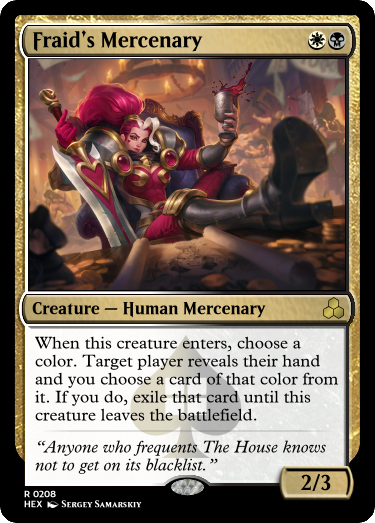 Fraid's Mercenary
Creature — Human Mercenary
When this creature enters, choose a
color. Target player reveals their hand
and you choose a card of that color from
it. If you do, exile that card until this
creature leaves the battlefield.
“Anyone who frequents The House knows
not to get on its blacklist.”
2/3
R 0208
HEX Sergey Samarskiy